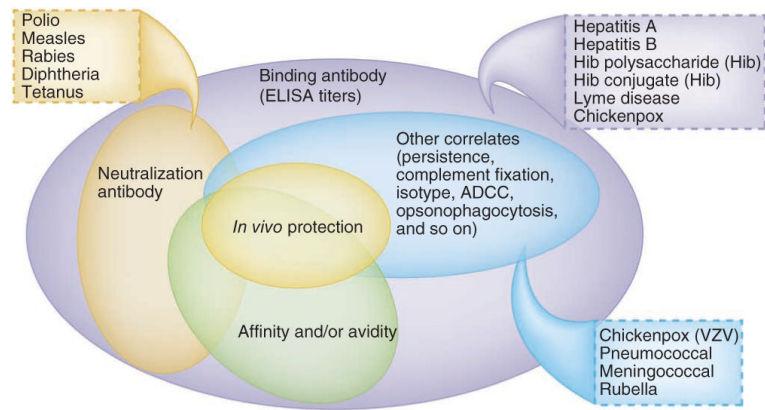 Polio
Measles
Rabies
Diphtheria
Tetanus
Hepatitis A
Hepatitis B
Hib polysaccharide (Hib)
Hib conjugate (Hib)
Lyme disease
Chickenpox
Binding antibody
(ELISA titers)
Neutralization
antibody
Other correlates
(persistence,
complement fixation,
isotype, ADCC,
opsonophagocytosis,
and so on)
In vivo protection
Affinity and/or avidity
Chickenpox (VZV)
Pneumococcal
Meningococcal
Rubella